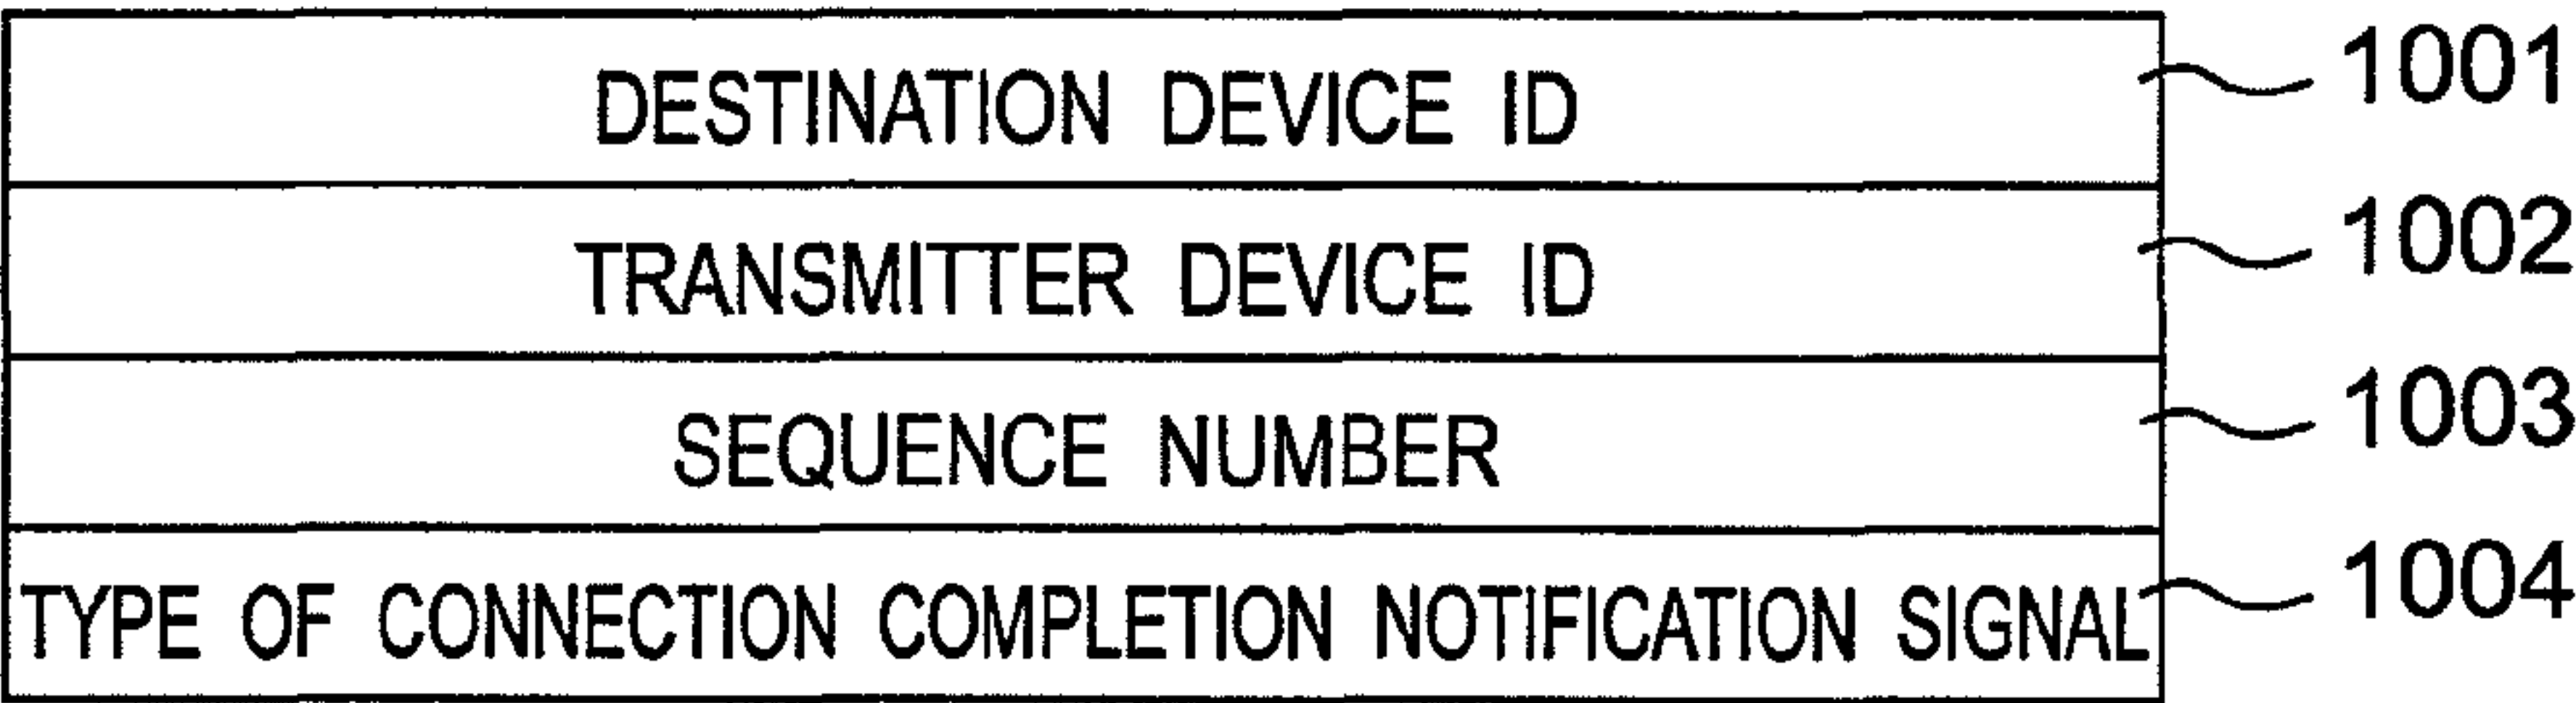 DESTINATION DEVICE ID 1001
TRANSMITTER DEVICE ID 1002
SEQUENCE NUMBER 1003
TYPE OF CONNECTION COMPLETION NOTIFICATION SIGNAL 1004